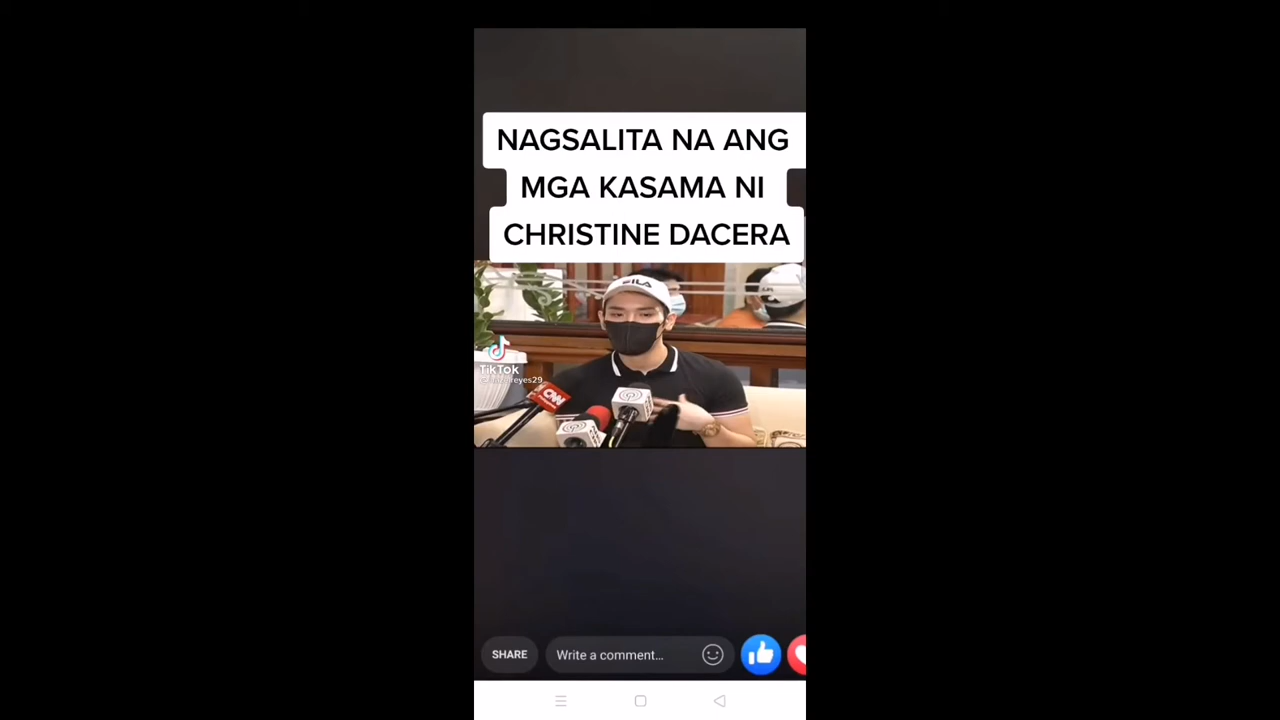 NAGSALITA NA ANG
MGA KASAMA NI
CHRISTINE DACERA
FILA
TikTok
CNN
SHARE
Write a comment...